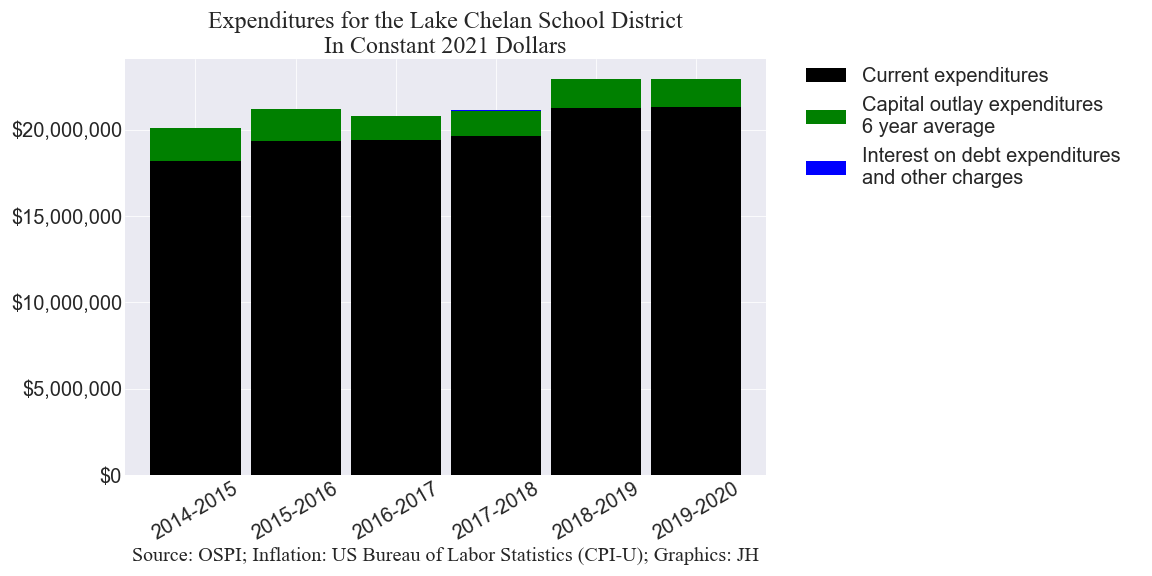 Expenditures for the Lake Chelan School District
In Constant 2021 Dollars
$20,000,000
$15,000,000
$10,000,000
$5,000,000
$0
2014-2015
2015-2016
2016-2017
2017-2018
2018-2019
2019-2020
Current expenditures
Capital outlay expenditures
6 year average
Interest on debt expenditures
and other charges
Source: OSPI; Inflation: US Bureau of Labor Statistics (CPI-U); Graphics: JH